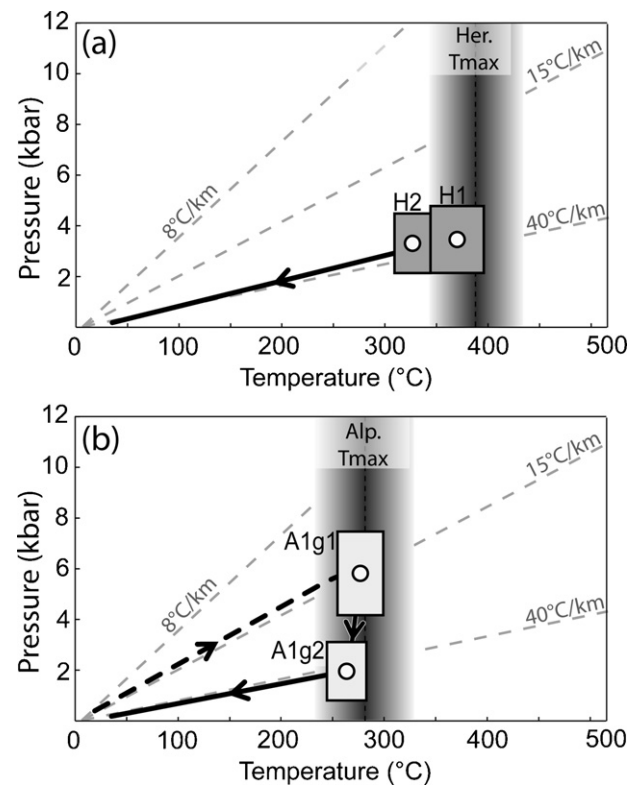 (a)
12
10
8
6
4
2
Pressure (kbar)
Her.
Tmax
15°C/km
8°C/km
H2 H1
40°C/km
0 100 200 300 400 500
Temperature (°C)
(b)
12
10
8
6
4
2
Pressure (kbar)
Alp.
Tmax
15°C/km
A1g1
8°C/km
40°C/km
A1g2
0 100 200 300 400 500
Temperature (°C)